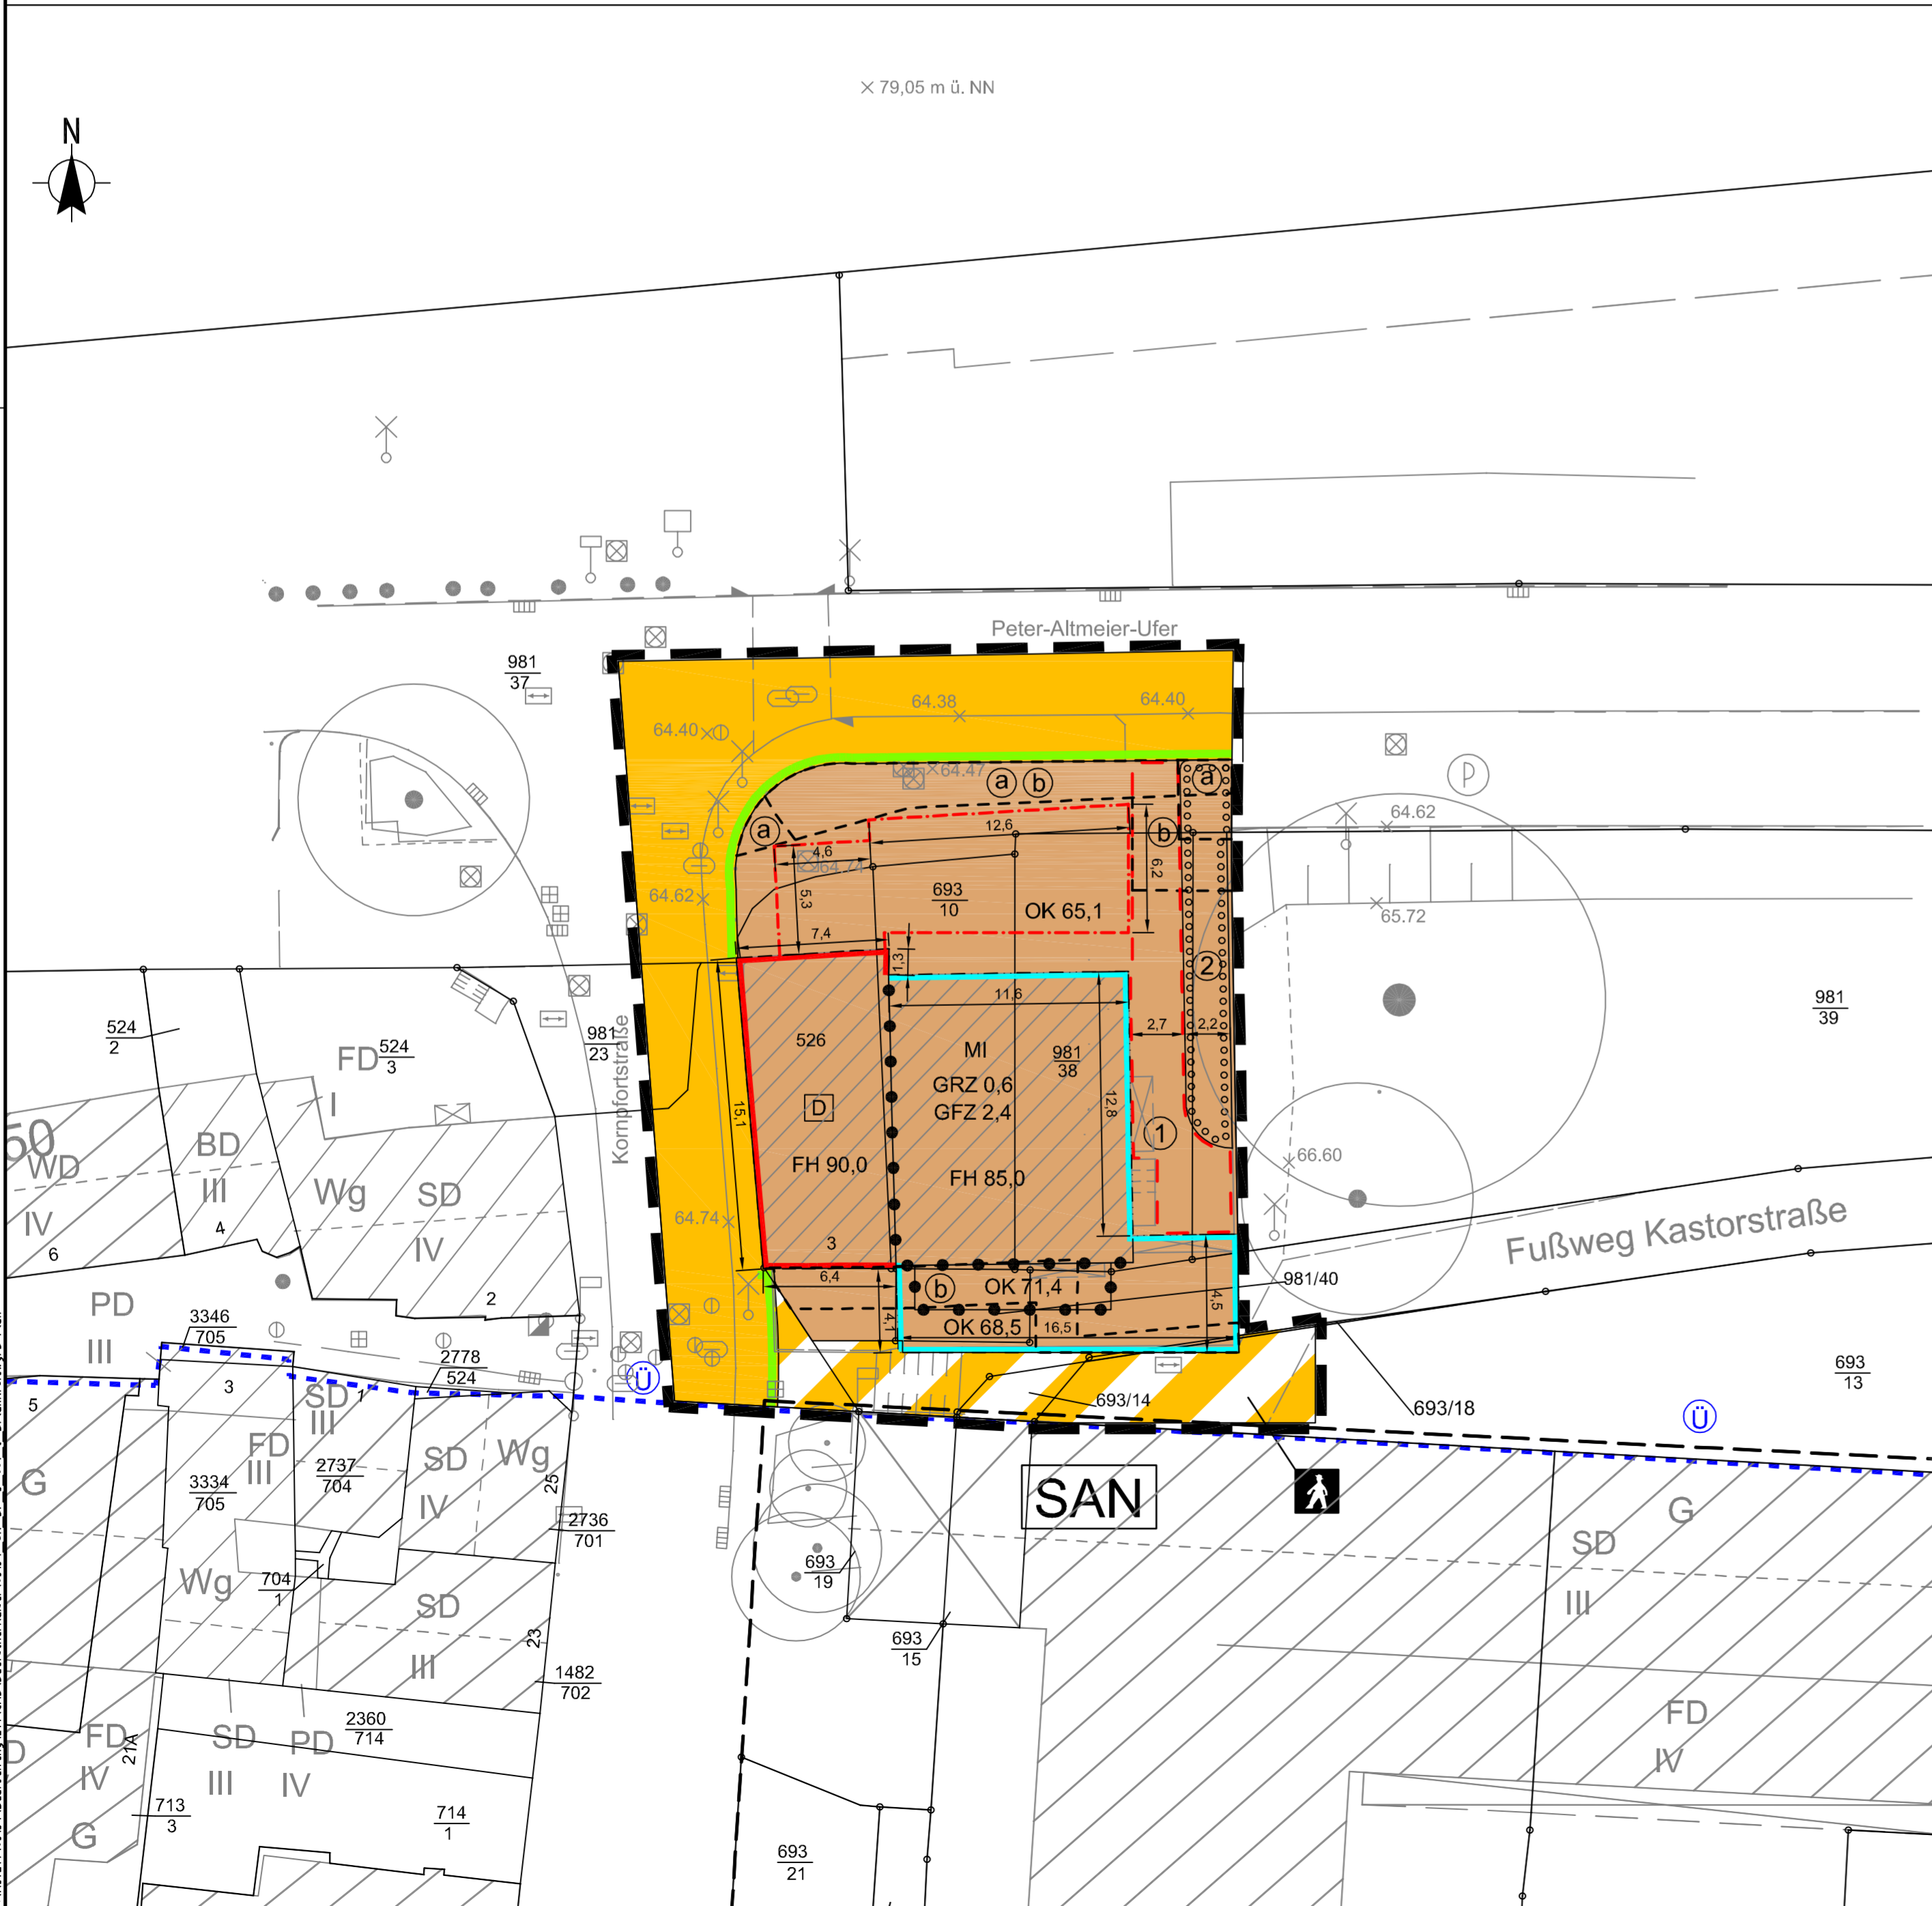 79,05 m ü. NN
N
Peter-Altmeier-Ufer
981
37
64.38
64.40
64.40
64.47
a b
a
P
64.62
a
12,6
b
4,6
64.74
6,2
64.62
5,3
693
10
OK 65,1
65.72
7,4
1,3
2
11,6
981
39
524
2
FD
524
3
981
23
Kornpfortstraße
526
MI
981
38
2,7
2,2
I
GRZ 0,6
GFZ 2,4
15,1
D
12,8
1
50
WD
BD
III
Wg
SD
IV
FH 90,0
FH 85,0
66.60
IV
6
4
64.74
3
Fußweg Kastorstraße
2
6,4
b
OK 71,4
981/40
4,5
PD
III
3346
705
4,1
OK 68,5
16,5
2778
524
Ü
693
13
5
3
SD
III
1
693/14
693/18
Ü
G
FD
III
3334
705
2737
704
SD
IV
Wg
25
SAN
G
SD
III
2736
701
693
19
Wg
704
1
SD
III
23
693
15
1482
702
2360
714
FD
IV
21A
SD
III
PD
IV
FD
IV
D
713
3
714
1
G
693
21